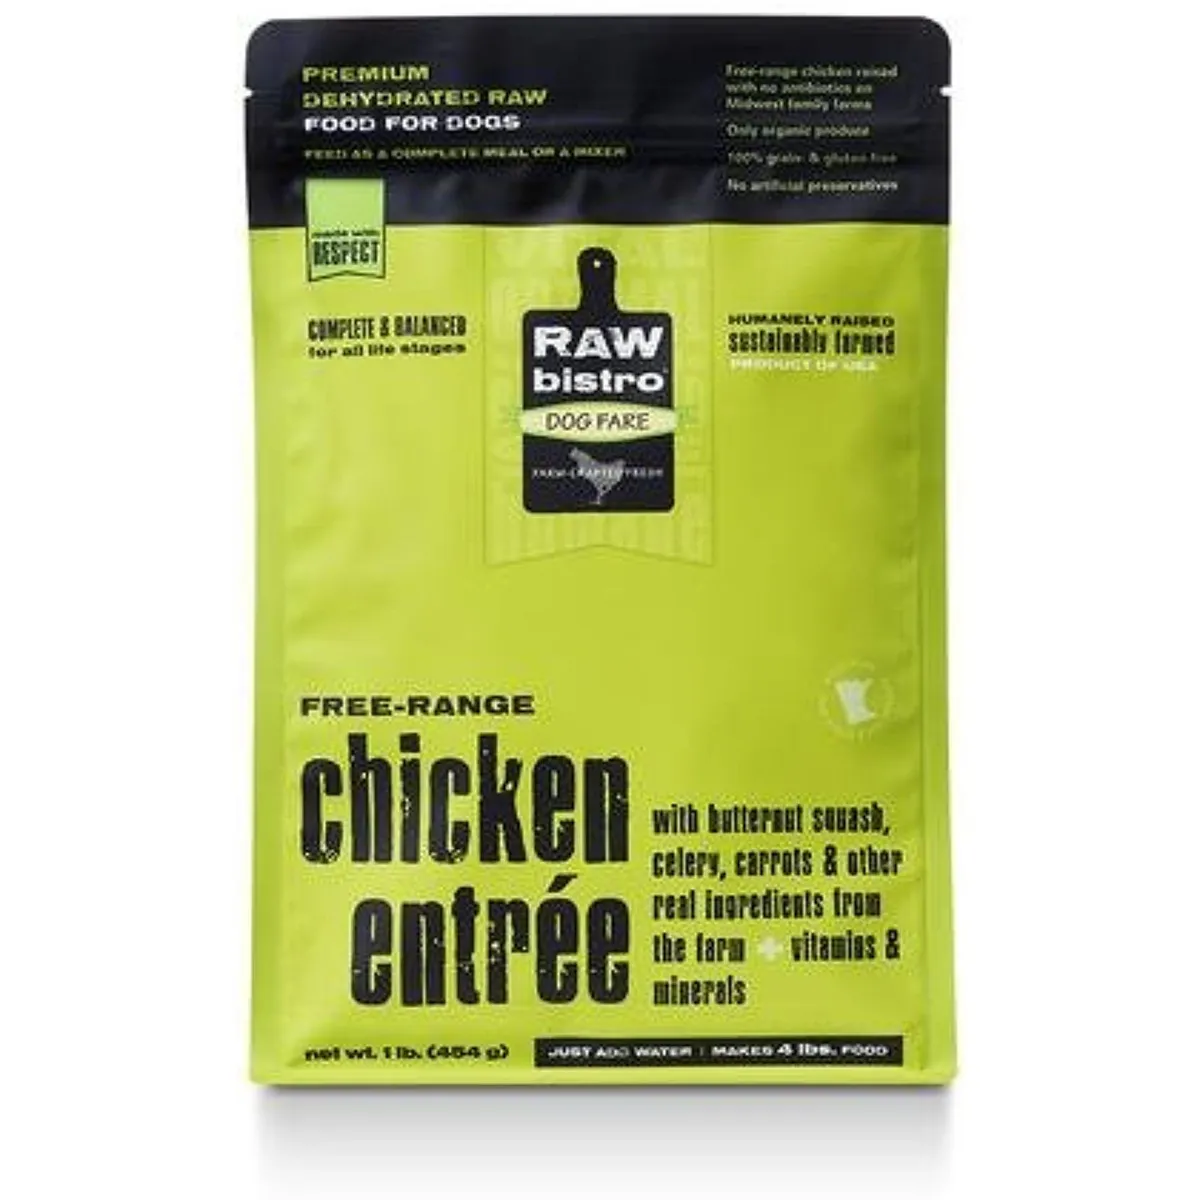 PREMIUM
DEHYDRATED RAW
FOOD FOR DOGS
FEED AS A COMPLETE MEAL OR A MIXER
Free-range chicken raised
with no antibiotics on
Midwest family farms
Only organic produce
100% grain- & gluten-free
No artificial preservatives
made with
RESPECT
COMPLETE & BALANCED
for all life stages
RAW
bistro
DOG FARE
FARM-CRAFTED FRESH
HUMANELY RAISED
sustainably farmed
PRODUCT OF USA
FREE-RANGE
chicken
entrée
with butternut squash,
celery, carrots & other
real ingredients from
the farm + vitamins &
minerals
net wt. 1 lb. (454 g)
JUST ADD WATER | MAKES 4 lbs. FOOD